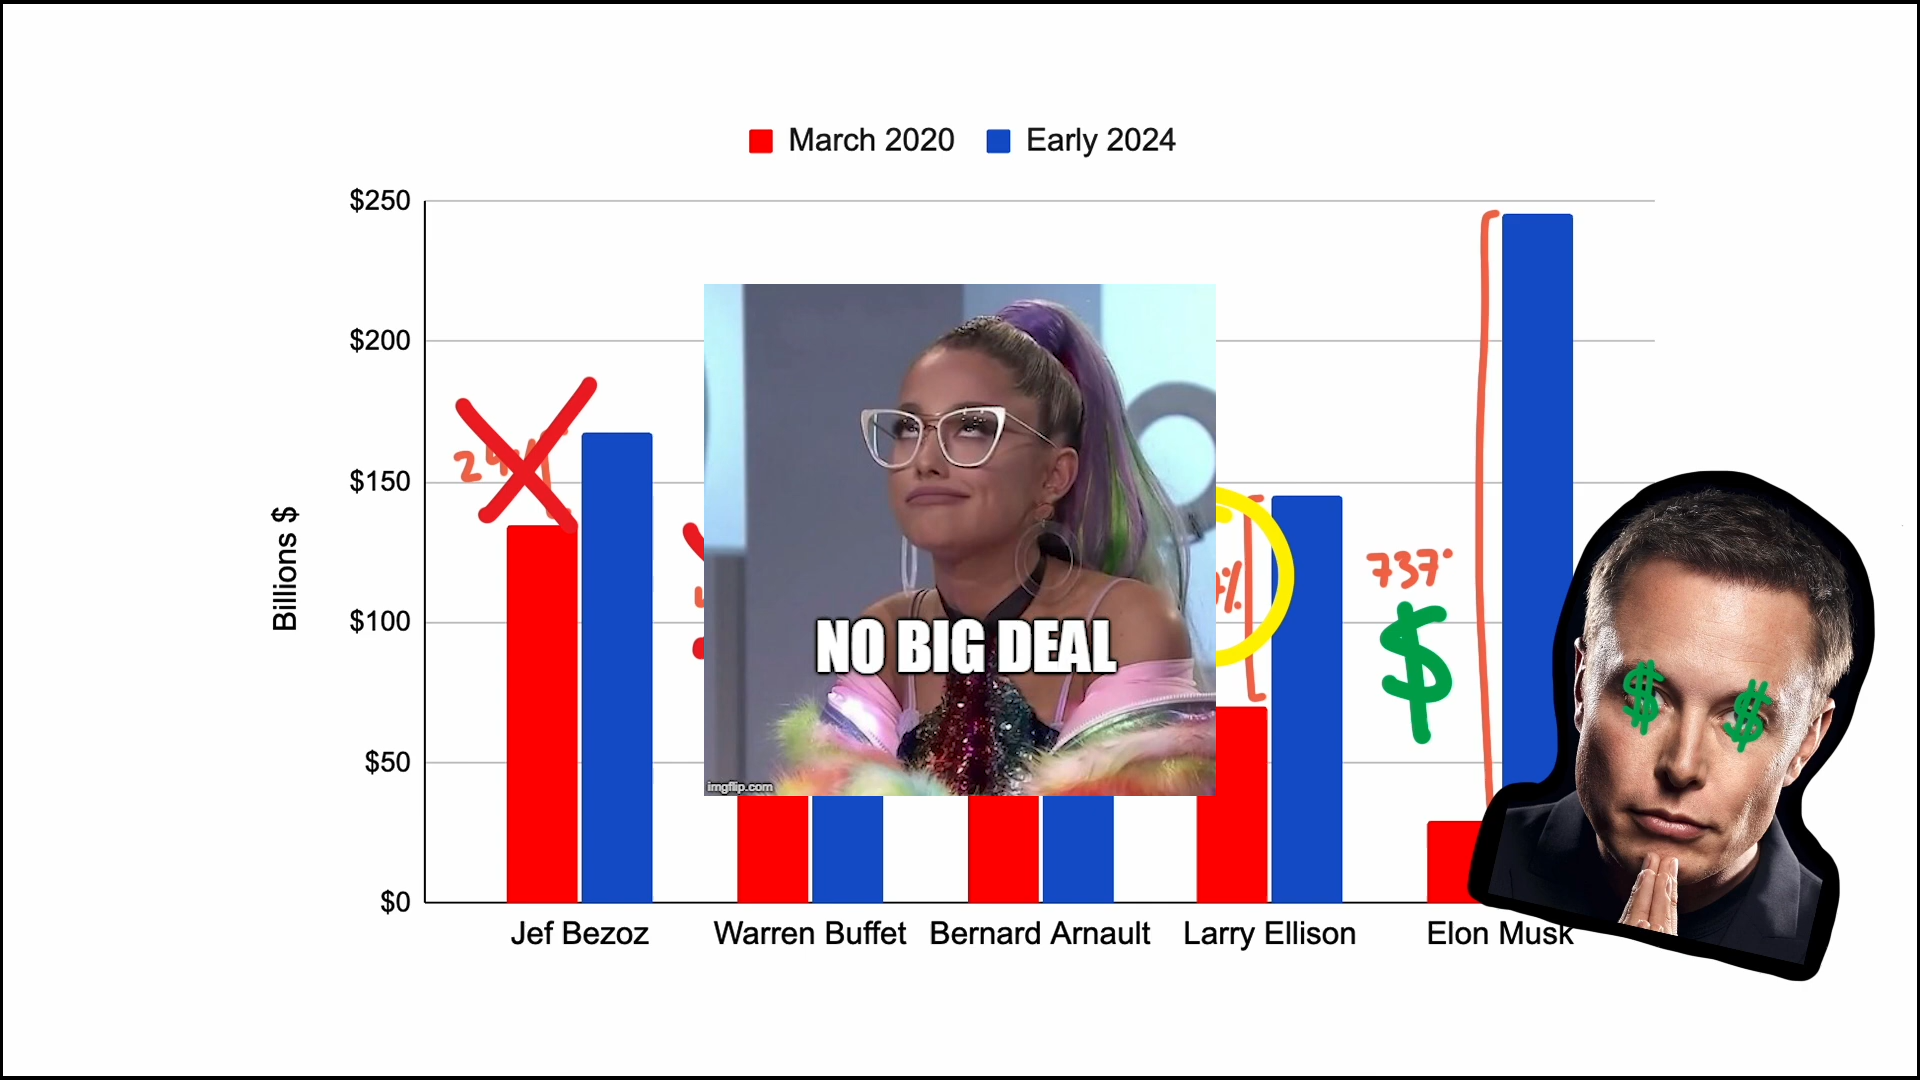 March 2020 Early 2024
$250
$200
$150
$100
$50
$0
Billions $
737
$
$ $
NO BIG DEAL
imgflip.com
Jef Bezoz Warren Buffet Bernard Arnault Larry Ellison Elon Musk